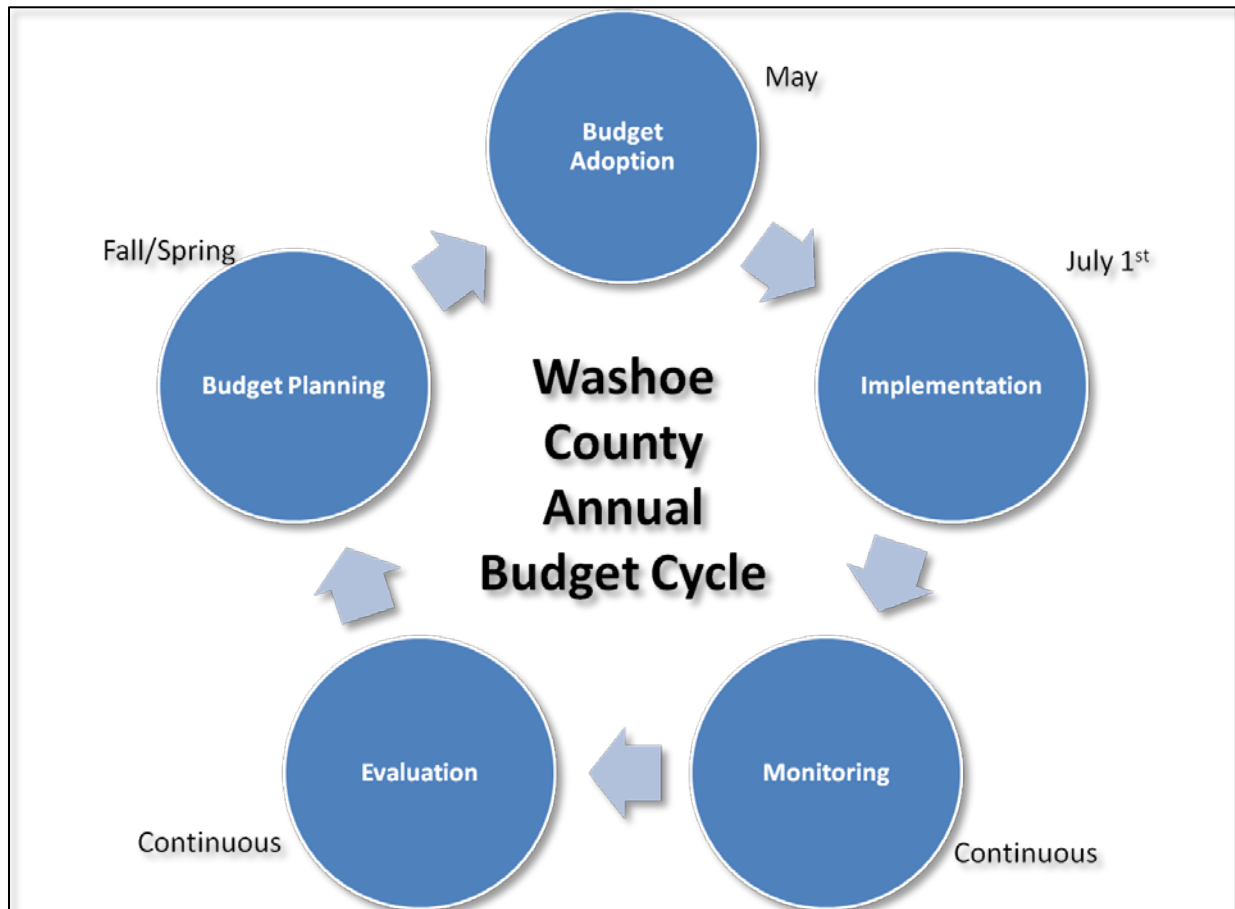 May
Budget
Adoption
Fall/Spring
July 1st
Budget Planning
Washoe
County
Annual
Budget Cycle
Implementation
Evaluation
Monitoring
Continuous
Continuous